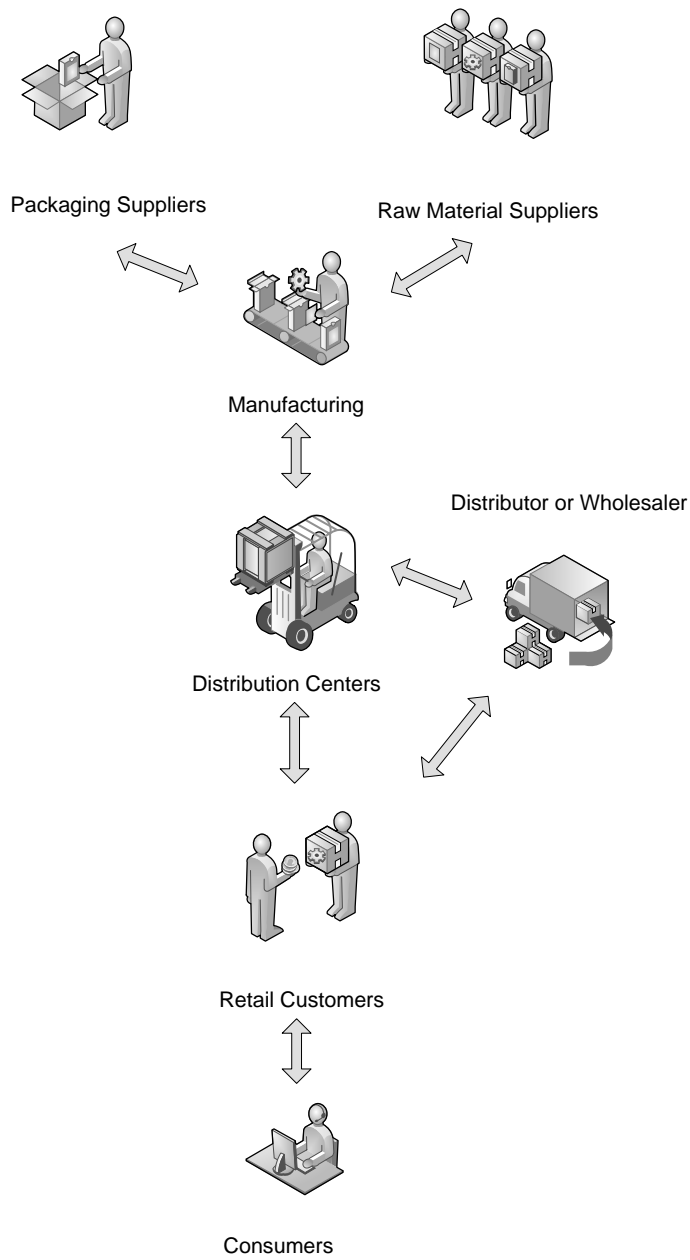 Packaging Suppliers
Raw Material Suppliers
Manufacturing
Distributor or Wholesaler
Distribution Centers
Retail Customers
Consumers